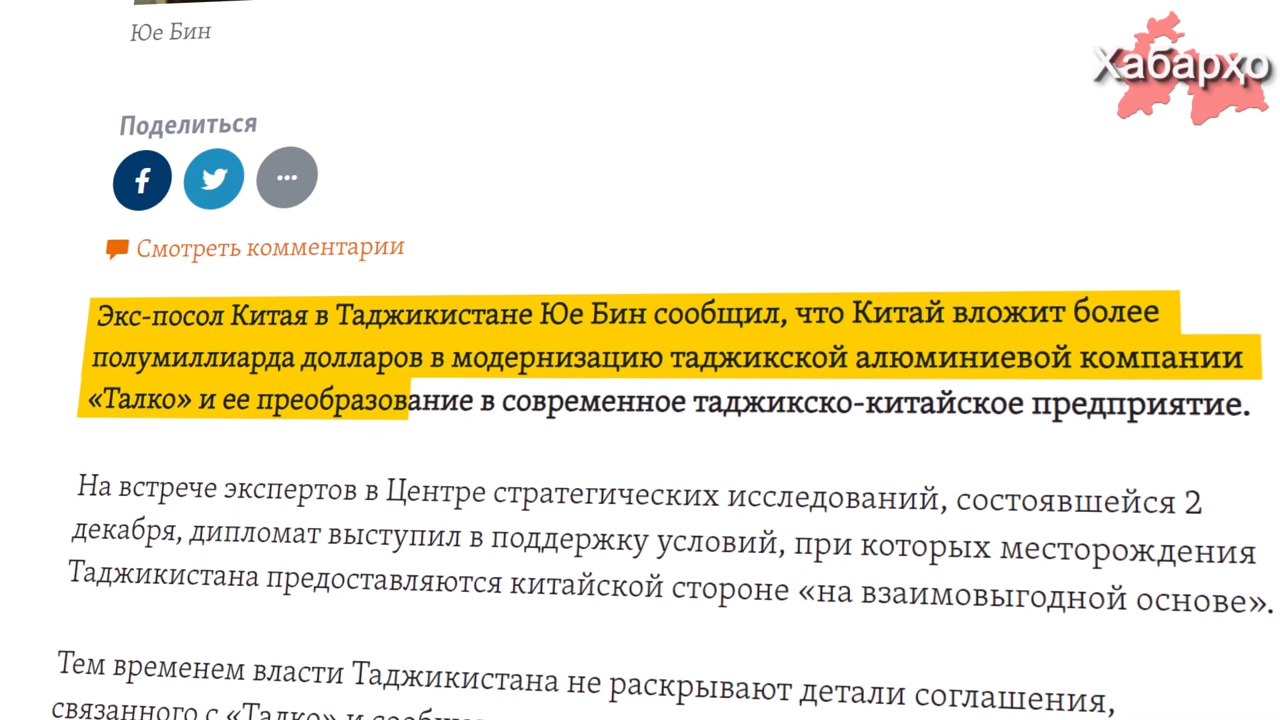 Юе Бин
Хабарҳо
Поделиться
Смотреть комментарии
Экс-посол Китая в Таджикистане Юе Бин сообщил, что Китай вложит более
полумиллиарда долларов в модернизацию таджикской алюминиевой компании
«Талко» и ее преобразование в современное таджикско-китайское предприятие.
На встрече экспертов в Центре стратегических исследований, состоявшейся 2
декабря, дипломат выступил в поддержку условий, при которых месторождения
Таджикистана предоставляются китайской стороне «на взаимовыгодной основе».
Тем временем власти Таджикистана не раскрывают детали соглашения,
связанного с «Талко» и